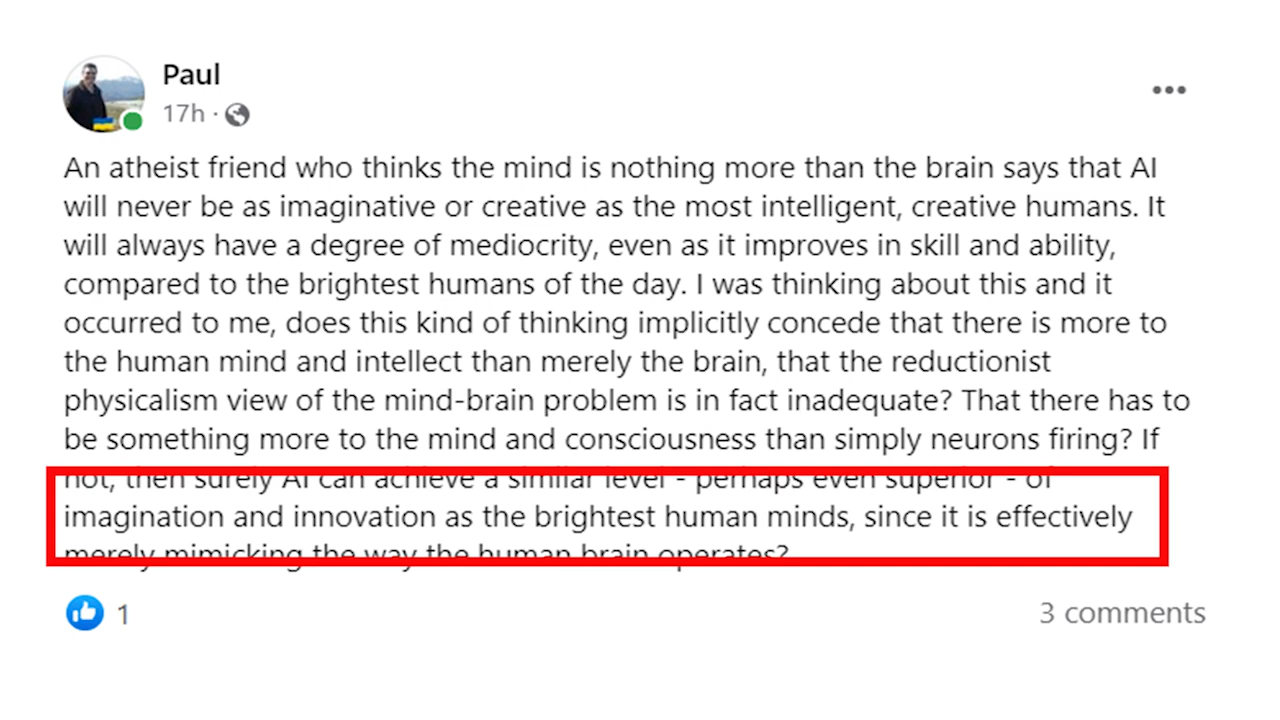 Paul
17h ·
An atheist friend who thinks the mind is nothing more than the brain says that AI
will never be as imaginative or creative as the most intelligent, creative humans. It
will always have a degree of mediocrity, even as it improves in skill and ability,
compared to the brightest humans of the day. I was thinking about this and it
occurred to me, does this kind of thinking implicitly concede that there is more to
the human mind and intellect than merely the brain, that the reductionist
physicalism view of the mind-brain problem is in fact inadequate? That there has to
be something more to the mind and consciousness than simply neurons firing? If
not, then surely AI can achieve a similar level - perhaps even superior - of
imagination and innovation as the brightest human minds, since it is effectively
merely mimicking the way the human brain operates?
1
3 comments